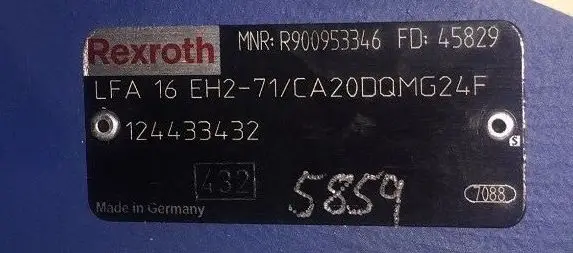 Rexroth MNR: R900953346 FD: 45829
LFA 16 EH2-71/CA20DQMG24F
124433432
432 5859
7088
Made in Germany
S